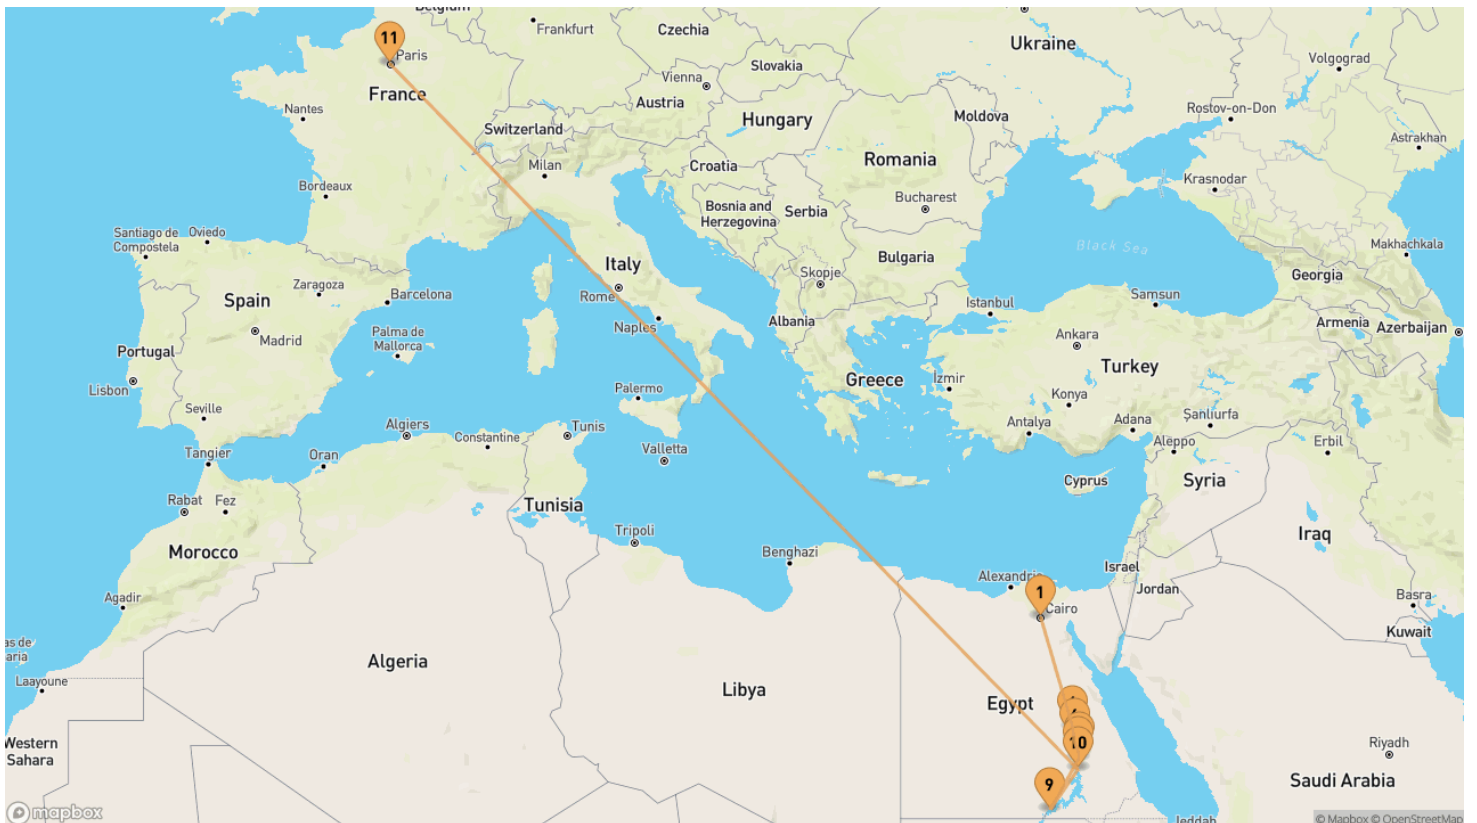 Belgium
Frankfurt
Czechia
Ukraine
Volgograd
11
Paris
Slovakia
Vienna
France
Austria
Rostov-on-Don
Nantes
Hungary
Moldova
Switzerland
Astrakhan
Milan
Croatia
Romania
Krasnodar
Bordeaux
Bucharest
Bosnia and
Herzegovina
Serbia
Santiago de
Compostela
Oviedo
Black Sea
Makhachkala
Bulgaria
Italy
Skopje
Georgia
Zaragoza
Barcelona
Rome
Spain
Istanbul
Samsun
Naples
Albania
Armenia
Azerbaijan
Palma de
Mallorca
Madrid
Ankara
Portugal
Turkey
Greece
İzmir
Lisbon
Palermo
Konya
Seville
Antalya
Adana
Şanlıurfa
Algiers
Constantine
Tunis
Aleppo
Erbil
Tangier
Oran
Valletta
Cyprus
Syria
Rabat
Fez
Tunisia
Tripoli
Iraq
Morocco
Benghazi
Israel
Alexandria
Jordan
1
Agadir
Cairo
Basra
Kuwait
as de
aria
Algeria
Laayoune
Libya
Egypt
10
Western
Sahara
Riyadh
9
Saudi Arabia
mapbox
Jeddah
© Mapbox © OpenStreetMap